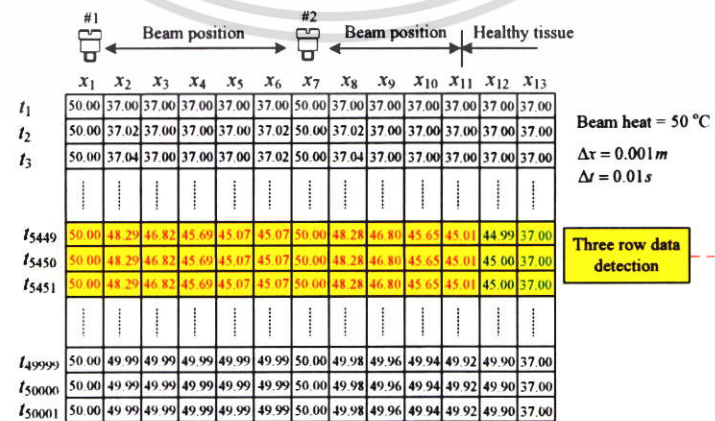 #1 #2
Beam position Beam position Healthy tissue
x1 x2 x3 x4 x5 x6 x7 x8 x9 x10 x11 x12 x13
t1 50.00 37.00 37.00 37.00 37.00 37.00 50.00 37.00 37.00 37.00 37.00 37.00 37.00
t2 50.00 37.02 37.00 37.00 37.00 37.02 50.00 37.02 37.00 37.00 37.00 37.00 37.00
Beam heat = 50 °C
t3 50.00 37.04 37.00 37.00 37.00 37.02 50.00 37.04 37.00 37.00 37.00 37.00 37.00
Δx = 0.001m
Δt = 0.01s
t5449 50.00 48.29 46.82 45.69 45.07 45.07 50.00 48.28 46.80 45.65 45.01 44.99 37.00
t5450 50.00 48.29 46.82 45.69 45.07 45.07 50.00 48.28 46.80 45.65 45.01 45.00 37.00
t5451 50.00 48.29 46.82 45.69 45.07 45.07 50.00 48.28 46.80 45.65 45.01 45.00 37.00
Three row data
detection
t49999 50.00 49.99 49.99 49.99 49.99 49.99 50.00 49.98 49.96 49.94 49.92 49.90 37.00
t50000 50.00 49.99 49.99 49.99 49.99 49.99 50.00 49.98 49.96 49.94 49.92 49.90 37.00
t50001 50.00 49.99 49.99 49.99 49.99 49.99 50.00 49.98 49.96 49.94 49.92 49.90 37.00